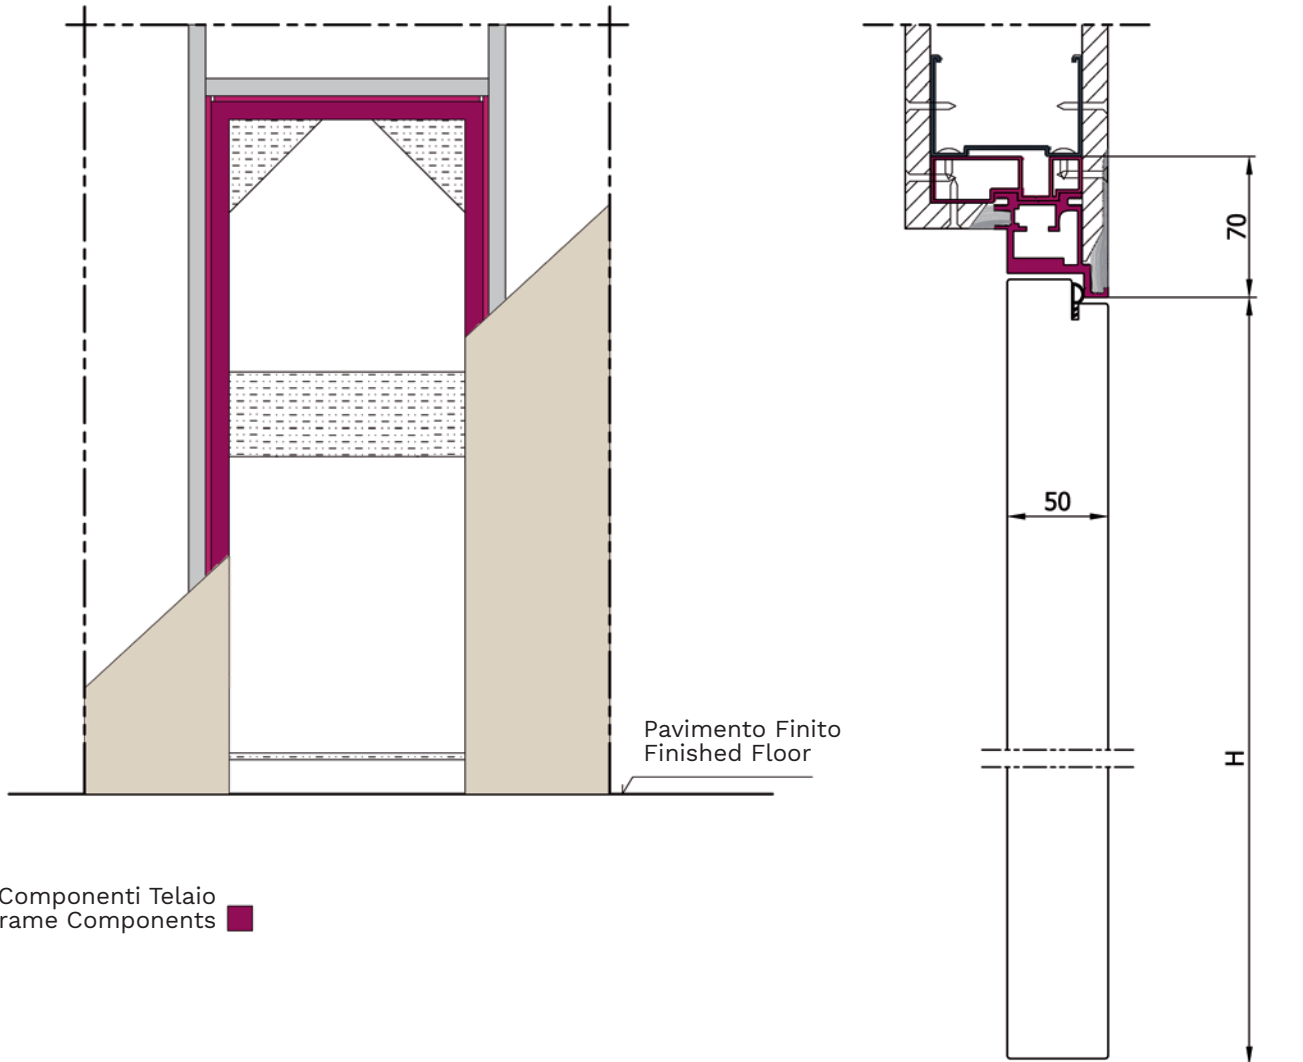 70
50
Pavimento Finito
Finished Floor
H
Componenti Telaio
rame Components